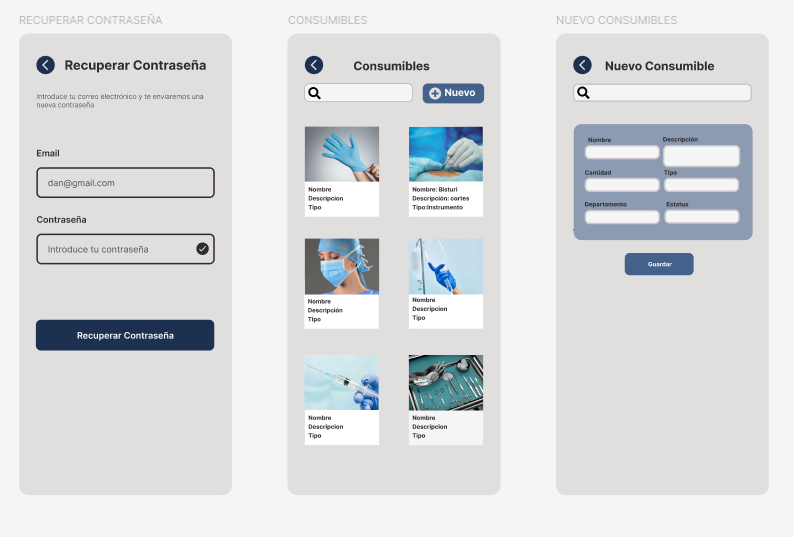 RECUPERAR CONTRASEÑA
Recuperar Contraseña
Introduce tu correo electrónico y te enviaremos una
nueva contraseña
Email
dan@gmail.com
Contraseña
Introduce tu contraseña
Recuperar Contraseña
CONSUMIBLES
Consumibles
Nuevo
Nombre
Descripcion
Tipo
Nombre: Bisturi
Descripción: cortes
Tipo:Instrumento
Nombre
Descripción
Tipo
Nombre
Descripcion
Tipo
Nombre
Descripcion
Tipo
Nombre
Descripcion
Tipo
NUEVO CONSUMIBLES
Nuevo Consumible
Nombre
Descripción
Cantidad
Tipo
Departamento
Estatus
Guardar